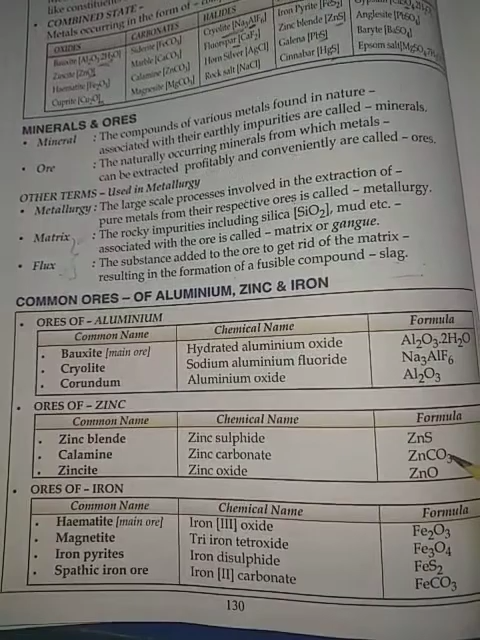 like
• COMBINED STATE –
Metals occurring in the form of –
OXIDES
Bauxite [Al₂O₃.2H₂O]
Zincite [ZnO]
Haematite [Fe₂O₃]
Cuprite [Cu₂O]
CARBONATES
Siderite [FeCO₃]
Marble [CaCO₃]
Calamine [ZnCO₃]
Magnesite [MgCO₃]
HALIDES
Cryolite [Na₃AlF₆]
Fluorspar [CaF₂]
Horn Silver [AgCl]
Rock salt [NaCl]
Iron Pyrite [FeS₂]
Zinc blende [ZnS]
Galena [PbS]
Cinnabar [HgS]
Anglesite [PbSO₄]
Baryte [BaSO₄]
Epsom salt
MINERALS & ORES
• Mineral : The compounds of various metals found in nature –
associated with their earthly impurities are called – minerals.
• Ore : The naturally occurring minerals from which metals –
can be extracted profitably and conveniently are called – ores.
OTHER TERMS – Used in Metallurgy
• Metallurgy : The large scale processes involved in the extraction of –
pure metals from their respective ores is called – metallurgy.
• Matrix : The rocky impurities including silica [SiO₂], mud etc. –
associated with the ore is called – matrix or gangue.
• Flux : The substance added to the ore to get rid of the matrix –
resulting in the formation of a fusible compound – slag.
COMMON ORES – OF ALUMINIUM, ZINC & IRON
• ORES OF – ALUMINIUM
Common Name Chemical Name Formula
• Bauxite [main ore] Hydrated aluminium oxide Al₂O₃.2H₂O
• Cryolite Sodium aluminium fluoride Na₃AlF₆
• Corundum Aluminium oxide Al₂O₃
• ORES OF – ZINC
Common Name Chemical Name Formula
• Zinc blende Zinc sulphide ZnS
• Calamine Zinc carbonate ZnCO₃
• Zincite Zinc oxide ZnO
• ORES OF – IRON
Common Name Chemical Name Formula
• Haematite [main ore] Iron [III] oxide Fe₂O₃
• Magnetite Tri iron tetroxide Fe₃O₄
• Iron pyrites Iron disulphide FeS₂
• Spathic iron ore Iron [II] carbonate FeCO₃
130